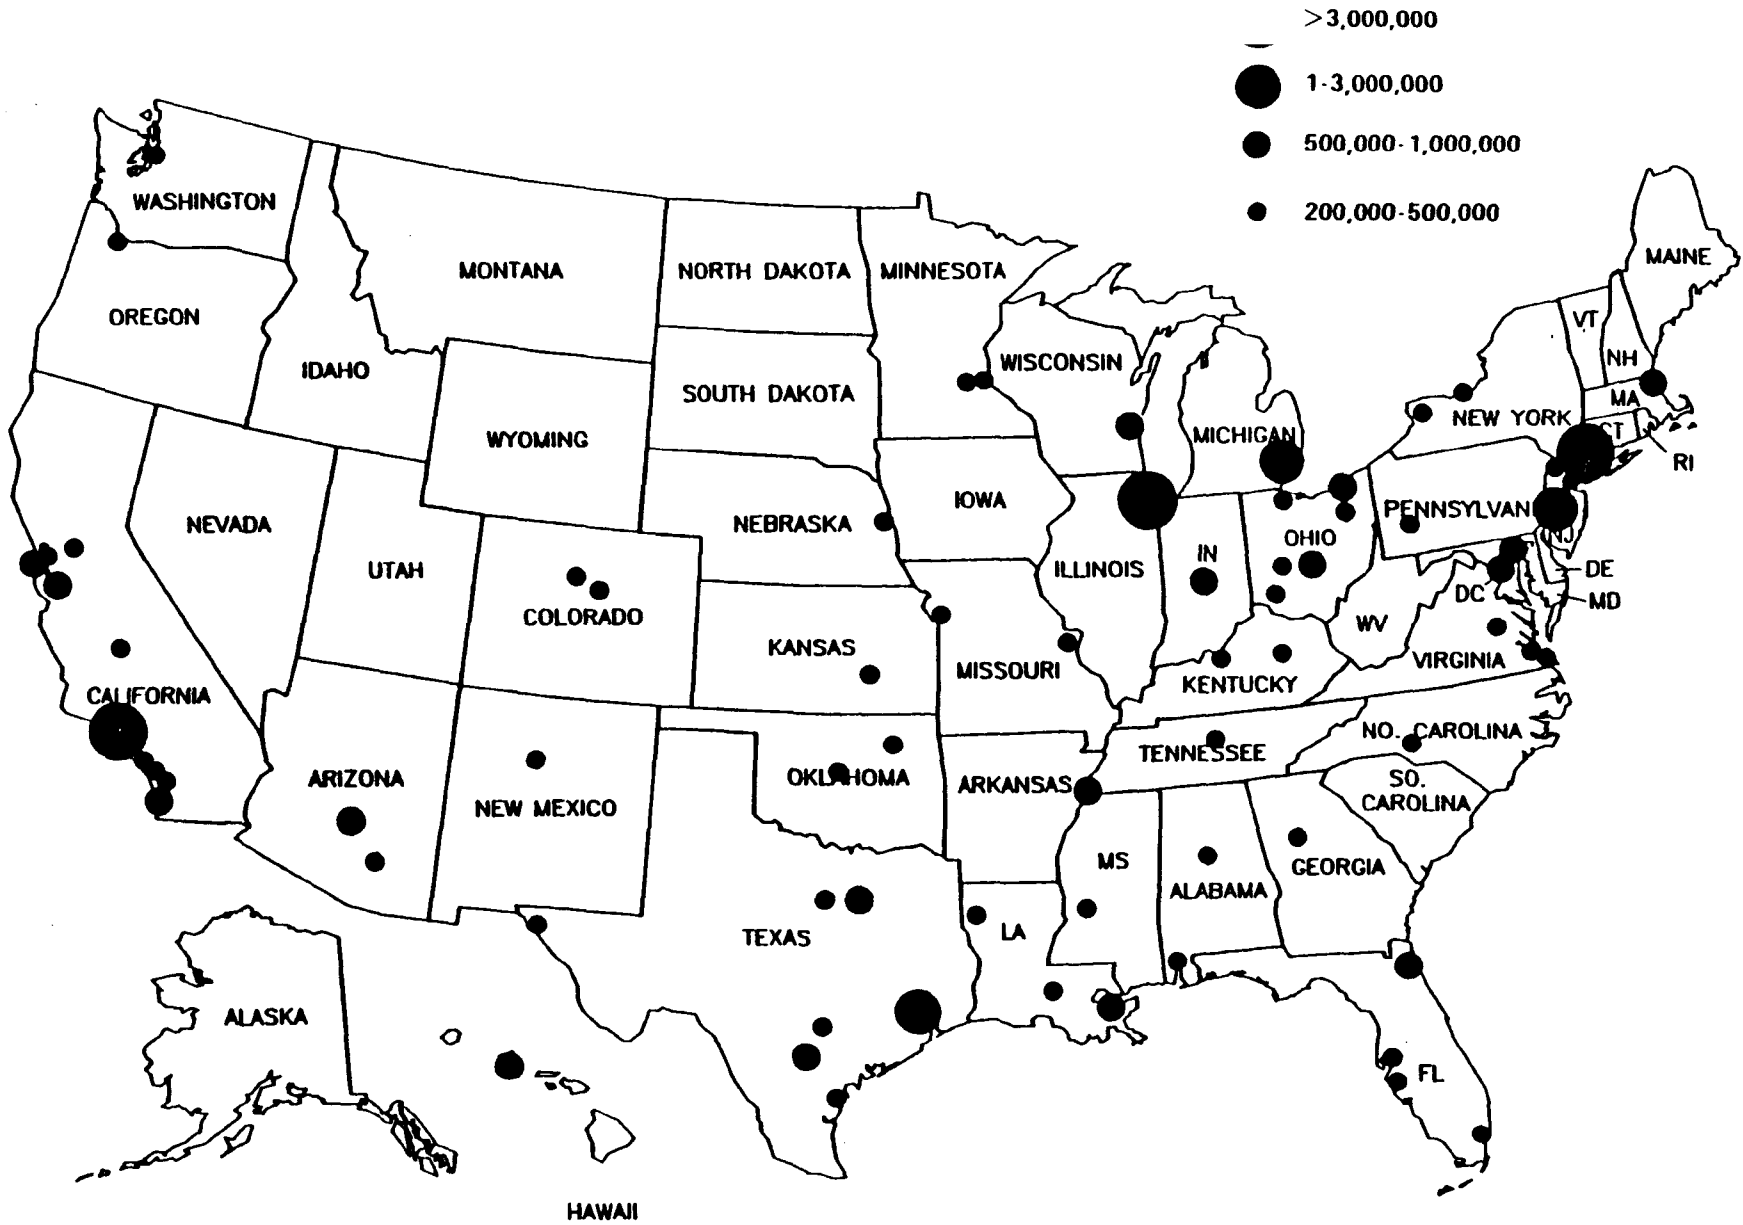 >3,000,000
1-3,000,000
500,000-1,000,000
200,000-500,000
WASHINGTON
MONTANA
NORTH DAKOTA
MINNESOTA
MAINE
OREGON
VT
IDAHO
WISCONSIN
NH
SOUTH DAKOTA
MA
NEW YORK
WYOMING
MICHIGAN
CT
RI
IOWA
PENNSYLVAN
NEVADA
NEBRASKA
OHIO
NJ
IN
UTAH
ILLINOIS
DE
DC
MD
COLORADO
WV
KANSAS
VIRGINIA
MISSOURI
KENTUCKY
CALIFORNIA
NO. CAROLINA
TENNESSEE
ARIZONA
OKLAHOMA
ARKANSAS
SO.
CAROLINA
NEW MEXICO
MS
GEORGIA
ALABAMA
TEXAS
LA
ALASKA
FL
HAWAII